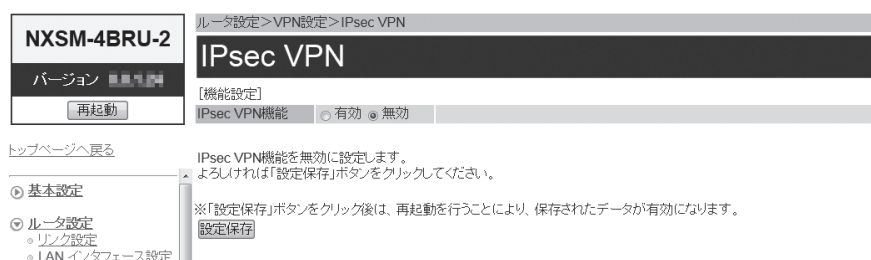 ルータ設定＞VPN設定＞IPsec VPN
NXSM-4BRU-2
IPsec VPN
バージョン
[機能設定]
再起動
IPsec VPN機能 有効 無効
トップページへ戻る
IPsec VPN機能を無効に設定します。
よろしければ「設定保存」ボタンをクリックしてください。
基本設定
※「設定保存」ボタンをクリック後は、再起動を行うことにより、保存されたデータが有効になります。
設定保存
ルータ設定
リンク設定
LAN インタフェース設定